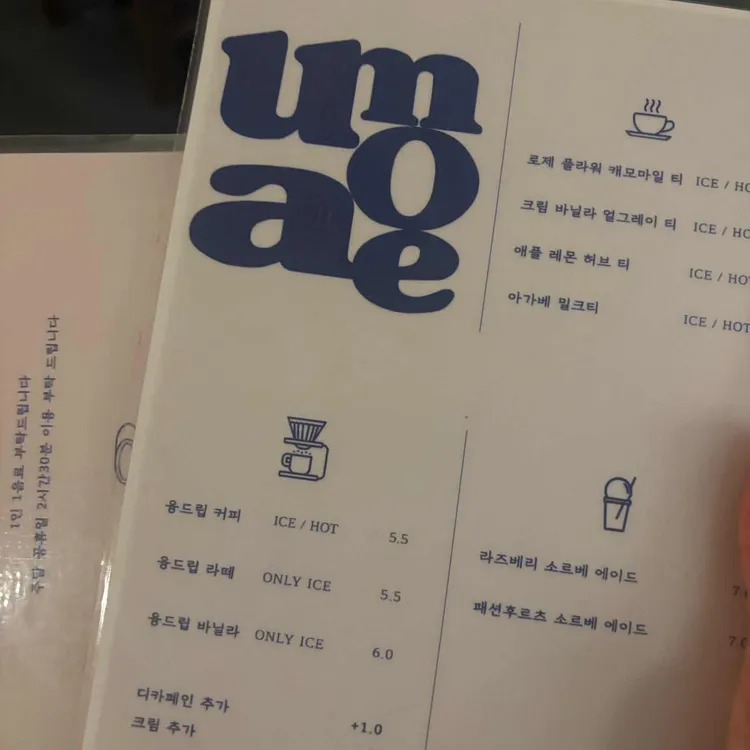 um
o
ae
로제 플라워 캐모마일 티 ICE / HO
크림 바닐라 얼그레이 티 ICE / HO
애플 레몬 허브 티 ICE / HO
아가베 밀크티 ICE / HOT
융드립 커피 ICE / HOT 5.5
융드립 라떼 ONLY ICE 5.5
융드립 바닐라 ONLY ICE 6.0
디카페인 추가
크림 추가 +1.0
라즈베리 소르베 에이드 7.
패션후르츠 소르베 에이드 7.0
1인 1음료 부탁드립니다
주말 공휴일 2시간30분 이용 부탁 드립니다